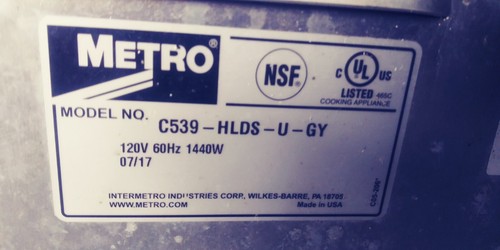 METRO®
NSF®
C UL® US
LISTED 465C
COOKING APPLIANCE
MODEL NO.
C539-HLDS-U-GY
120V 60Hz 1440W
07/17
INTERMETRO INDUSTRIES CORP., WILKES-BARRE, PA 18705
WWW.METRO.COM
Made in USA